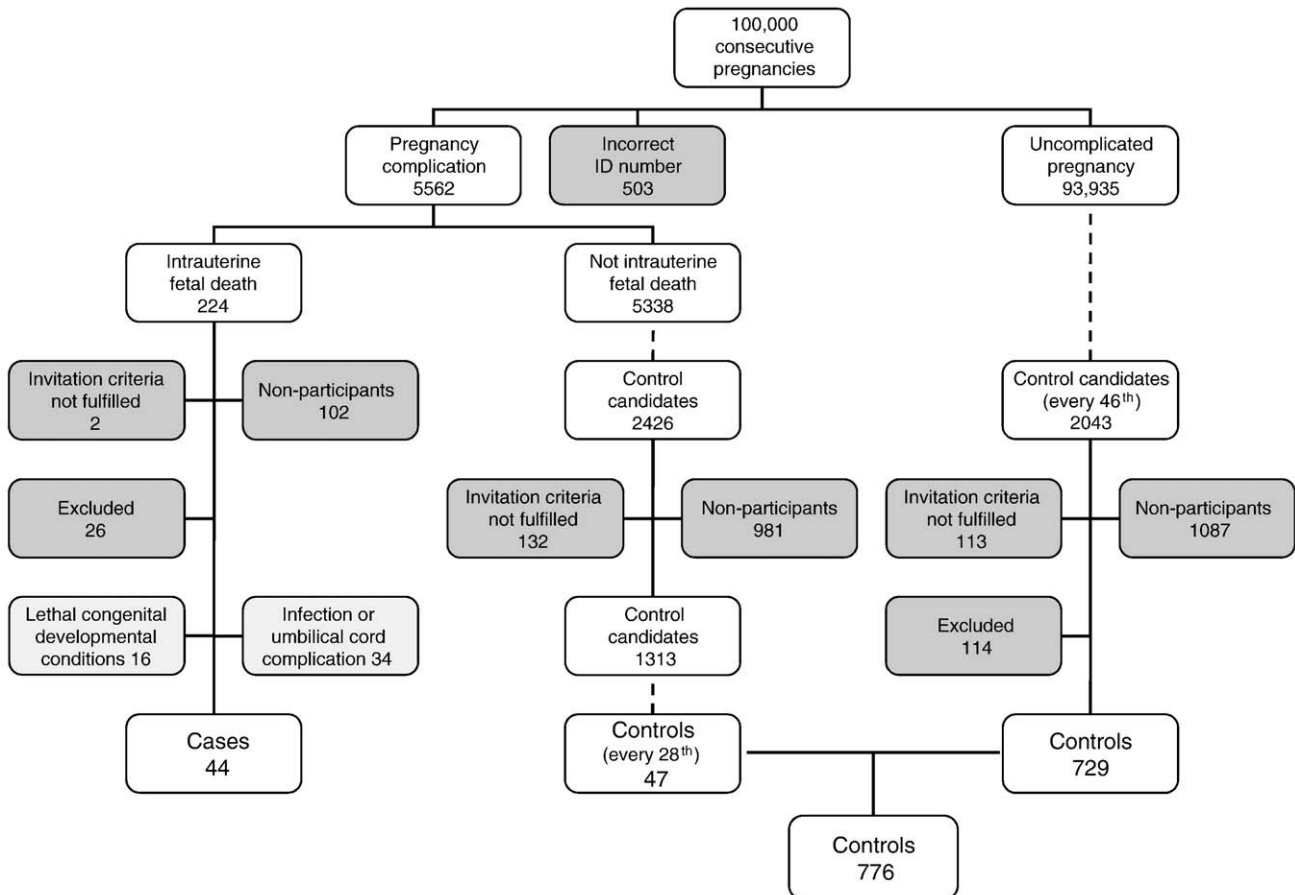 100,000
consecutive
pregnancies
Pregnancy
complication
5562
Incorrect
ID number
503
Uncomplicated
pregnancy
93,935
Intrauterine
fetal death
224
Not intrauterine
fetal death
5338
Invitation criteria
not fulfilled
2
Non-participants
102
Control
candidates
2426
Control candidates
(every 46th)
2043
Excluded
26
Invitation criteria
not fulfilled
132
Non-participants
981
Invitation criteria
not fulfilled
113
Non-participants
1087
Lethal congenital
developmental
conditions 16
Infection or
umbilical cord
complication 34
Control
candidates
1313
Excluded
114
Cases
44
Controls
(every 28th)
47
Controls
729
Controls
776